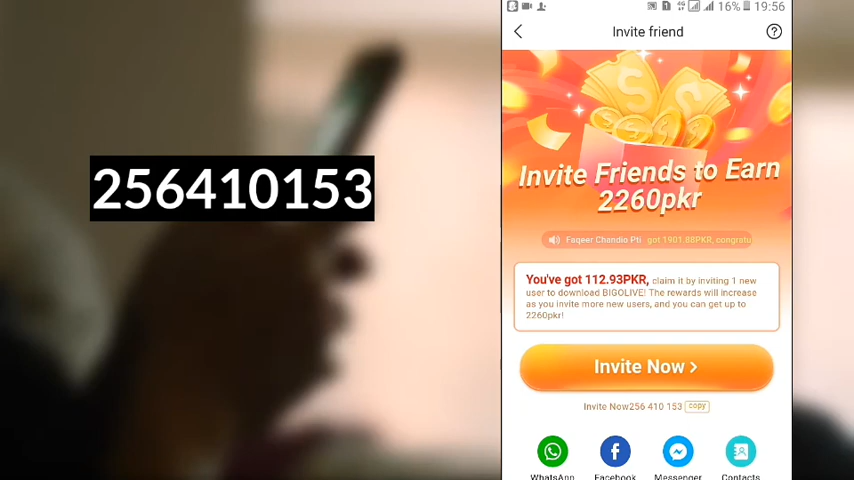 256410153
16% 19:56
Invite friend
Invite Friends to Earn
2260pkr
Faqeer Chandio Pti got 1901.88PKR, congratu
You've got 112.93PKR, claim it by inviting 1 new
user to download BIGOLIVE! The rewards will increase
as you invite more new users, and you can get up to
2260pkr!
Invite Now >
Invite Now256 410 153 copy
WhatsApp Facebook Messenger Contacts